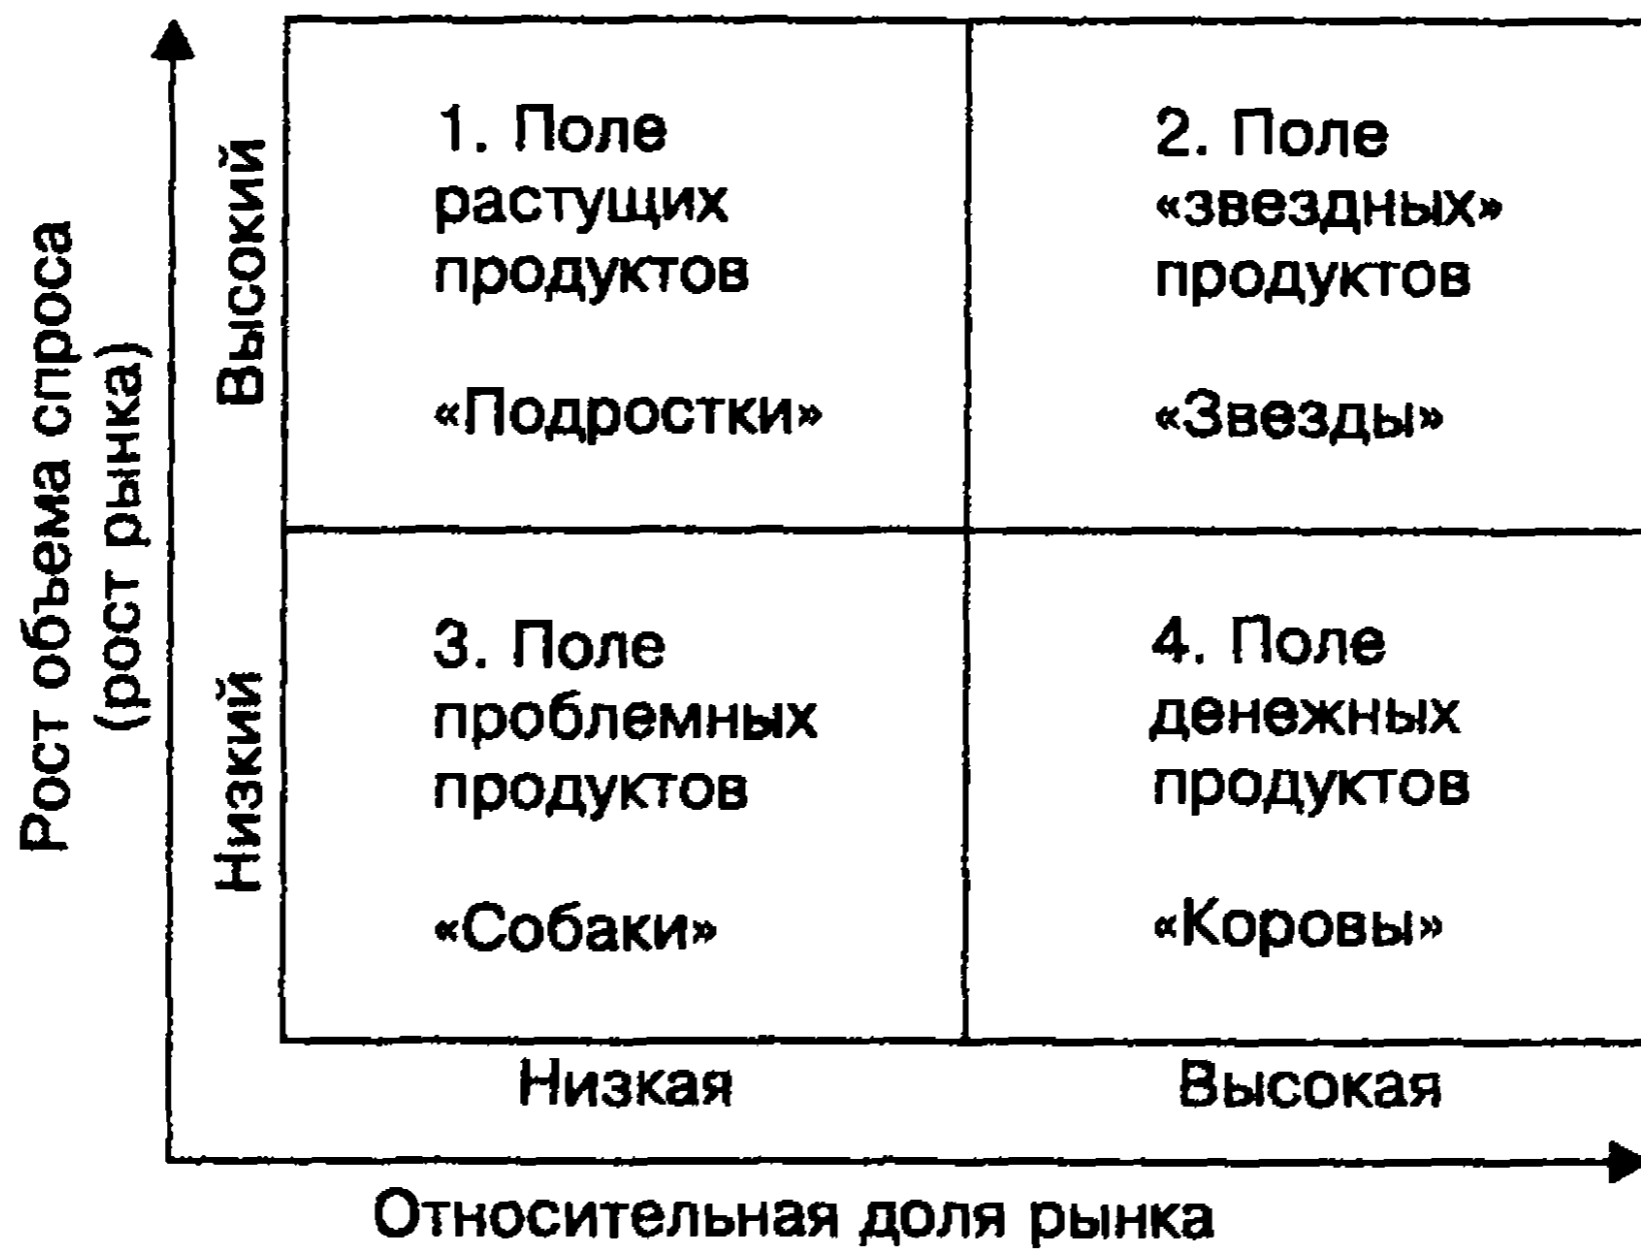 Рост объема спроса
(рост рынка)
Высокий
1. Поле
растущих
продуктов
«Подростки»
2. Поле
«звездных»
продуктов
«Звезды»
Низкий
3. Поле
проблемных
продуктов
«Собаки»
4. Поле
денежных
продуктов
«Коровы»
Низкая
Высокая
Относительная доля рынка